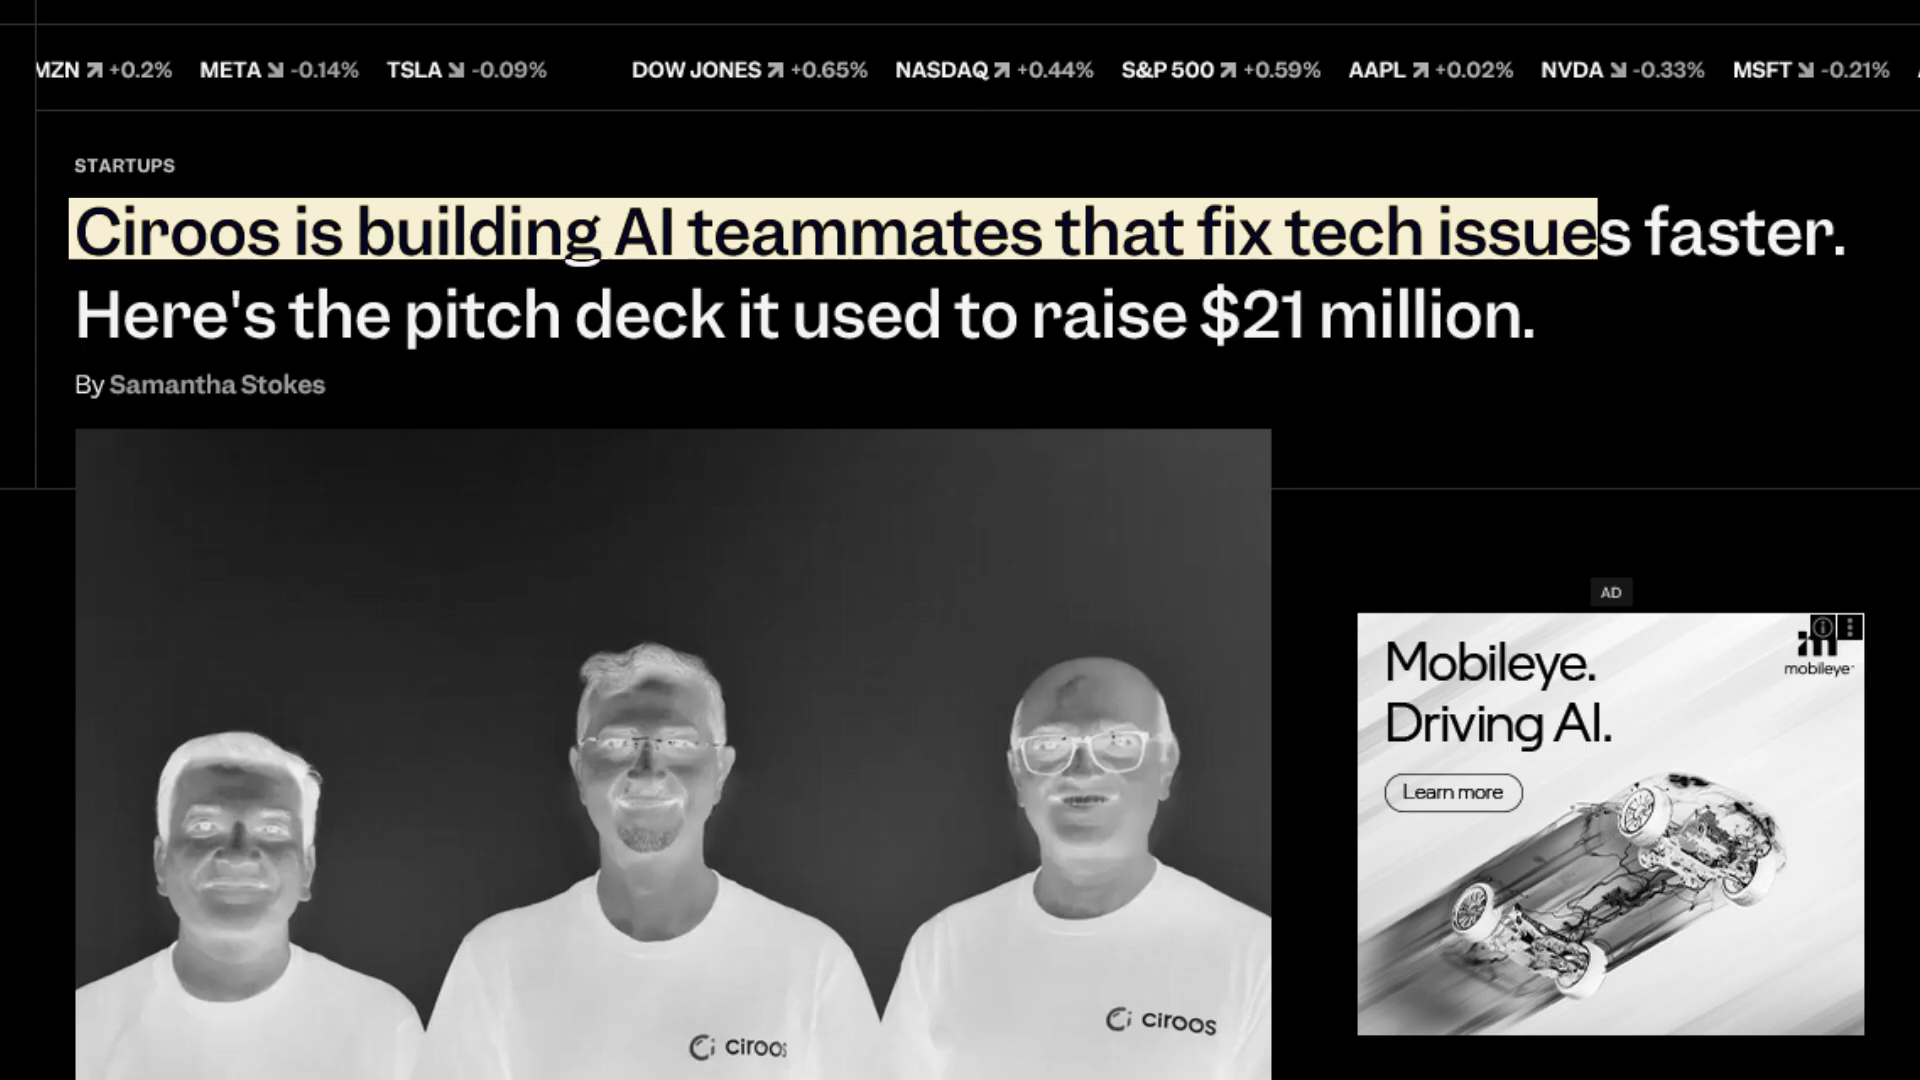 MZN +0.2% META -0.14% TSLA -0.09% DOW JONES +0.65% NASDAQ +0.44% S&P 500 +0.59% AAPL +0.02% NVDA -0.33% MSFT -0.21%
STARTUPS
Ciroos is building AI teammates that fix tech issues faster.
Here's the pitch deck it used to raise $21 million.
By Samantha Stokes
AD
Mobileye.
Driving AI.
mobileye
Learn more
ciroos
ciroos